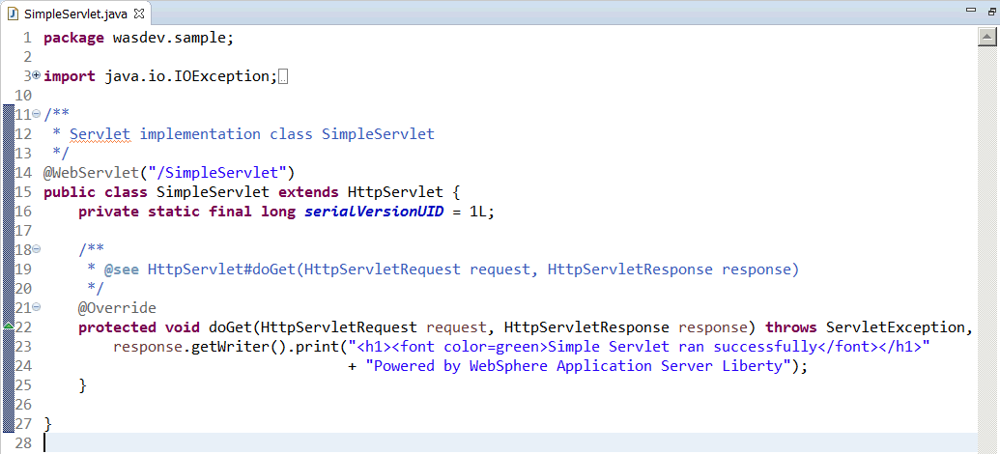 SimpleServlet.java
1 package wasdev.sample;
2
3 import java.io.IOException;
10
11 /**
12  * Servlet implementation class SimpleServlet
13  */
14 @WebServlet("/SimpleServlet")
15 public class SimpleServlet extends HttpServlet {
16     private static final long serialVersionUID = 1L;
17
18     /**
19      * @see HttpServlet#doGet(HttpServletRequest request, HttpServletResponse response)
20      */
21     @Override
22     protected void doGet(HttpServletRequest request, HttpServletResponse response) throws ServletException,
23         response.getWriter().print("<h1><font color=green>Simple Servlet ran successfully</font></h1>"
24                                    + "Powered by WebSphere Application Server Liberty");
25     }
26
27 }
28